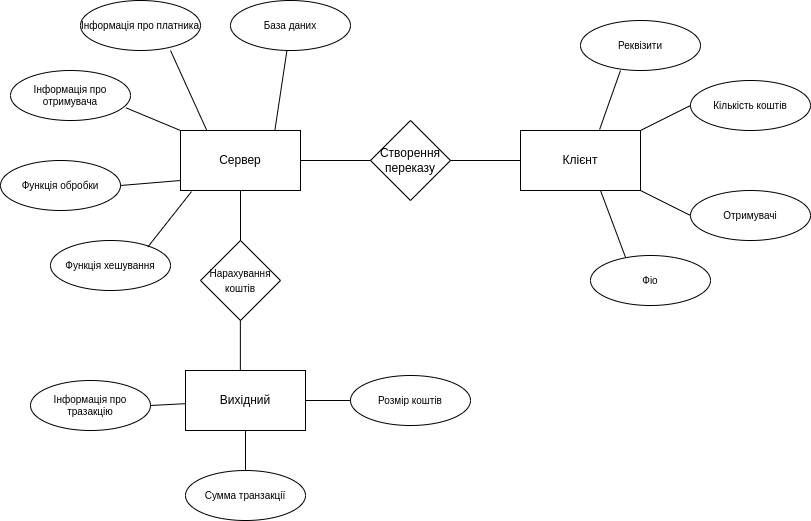 Інформація про платника
База даних
Реквізити
Інформація про
отримувача
Кількість коштів
Сервер
Створення
переказу
Клієнт
Функція обробки
Отримувачі
Функція хешування
Нарахування
коштів
Фіо
Інформація про
тразакцію
Вихідний
Розмір коштів
Сумма транзакції